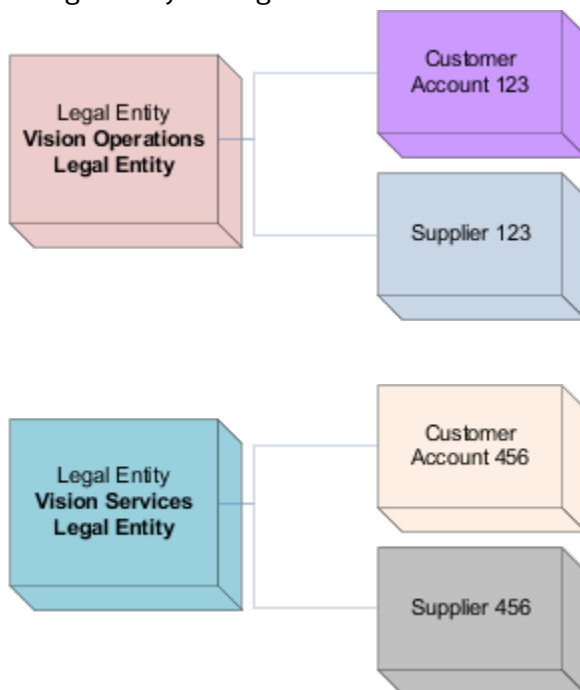 Customer
Account 123
Legal Entity
Vision Operations
Legal Entity
Supplier 123
Customer
Account 456
Legal Entity
Vision Services
Legal Entity
Supplier 456